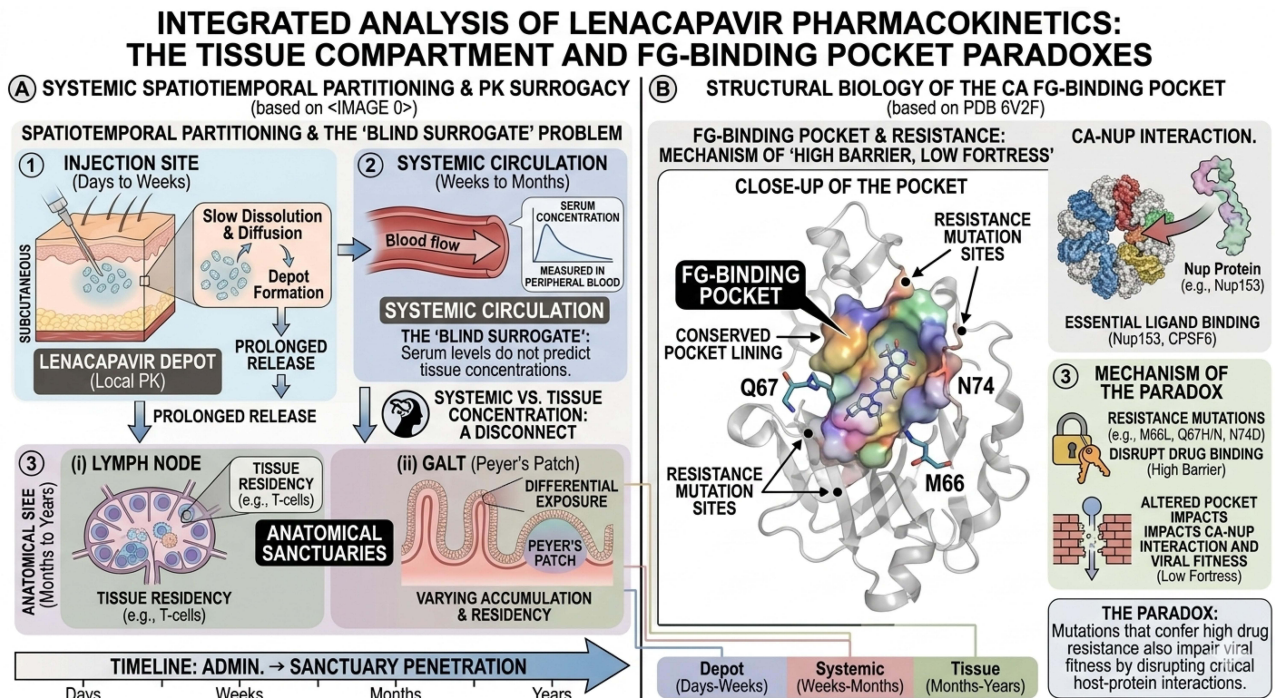 INTEGRATED ANALYSIS OF LENACAPAVIR PHARMACOKINETICS:
THE TISSUE COMPARTMENT AND FG-BINDING POCKET PARADOXES
A SYSTEMIC SPATIOTIEMPORAL PARTITIONING & PK SURROGACY
(based on <IMAGE 0>)
SPATIOTEMPORAL PARTITIONING & THE ‘BLIND SURROGATE’ PROBLEM
1 INJECTION SITE
(Days to Weeks)
SUBCUTANEOUS
Slow Dissolution
& Diffusion
Depot
Formation
LENACAPAVIR DEPOT
(Local PK)
PROLONGED
RELEASE
PROLONGED RELEASE
2 SYSTEMIC CIRCULATION
(Weeks to Months)
Blood flow
SERUM
CONCENTRATION
MEASURED IN
PERIPHERAL BLOOD
SYSTEMIC CIRCULATION
THE ‘BLIND SURROGATE’:
Serum levels do not predict
tissue concentrations.
SYSTEMIC VS. TISSUE
CONCENTRATION:
A DISCONNECT
3
ANATOMICAL SITE
(Months to Years)
(i) LYMPH NODE
TISSUE
RESIDENCY
(e.g., T-cells)
TISSUE RESIDENCY
(e.g., T-cells)
ANATOMICAL
SANCTUARIES
(ii) GALT (Peyer's Patch)
DIFFERENTIAL
EXPOSURE
PEYER'S
PATCH
VARYING ACCUMULATION
& RESIDENCY
TIMELINE: ADMIN. → SANCTUARY PENETRATION
Days
Weeks
Months
Years
B STRUCTURAL BIOLOGY OF THE CA FG-BINDING POCKET
(based on PDB 6V2F)
FG-BINDING POCKET & RESISTANCE:
MECHANISM OF ‘HIGH BARRIER, LOW FORTRESS’
CLOSE-UP OF THE POCKET
RESISTANCE
MUTATION
SITES
FG-BINDING
POCKET
CONSERVED
POCKET LINING
Q67
N74
M66
RESISTANCE
MUTATION
SITES
CA-NUP INTERACTION.
Nup Protein
(e.g., Nup153)
ESSENTIAL LIGAND BINDING
(Nup153, CPSF6)
3 MECHANISM OF
THE PARADOX
RESISTANCE MUTATIONS
(e.g., M66L, Q67H/N, N74D)
DISRUPT DRUG BINDING
(High Barrier)
ALTERED POCKET
IMPACTS
IMPACTS CA-NUP
INTERACTION AND
VIRAL FITNESS
(Low Fortress)
THE PARADOX:
Mutations that confer high drug
resistance also impair viral
fitness by disrupting critical
host-protein interactions.
Depot
(Days-Weeks)
Systemic
(Weeks-Months)
Tissue
(Months-Years)